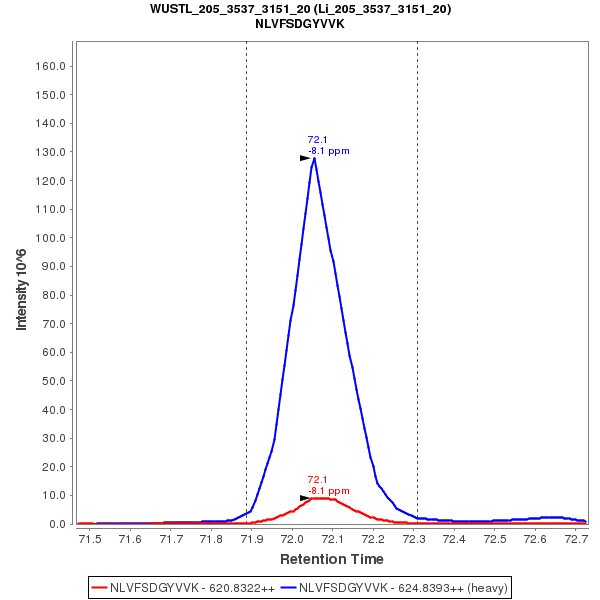 WUSTL_205_3537_3151_20 (Li_205_3537_3151_20)
NLVFSDGYVVK
160.0
150.0
140.0
130.0
120.0
110.0
100.0
90.0
80.0
70.0
60.0
50.0
40.0
30.0
20.0
10.0
0.0
Intensity 10^6
72.1
-8.1 ppm
72.1
-8.1 ppm
71.5 71.6 71.7 71.8 71.9 72.0 72.1 72.2 72.3 72.4 72.5 72.6 72.7
Retention Time
NLVFSDGYVVK - 620.8322++ NLVFSDGYVVK - 624.8393++ (heavy)